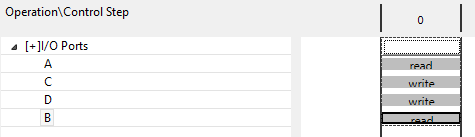 Operation\Control Step 0
[+]I/O Ports
A read
C write
D write
B read